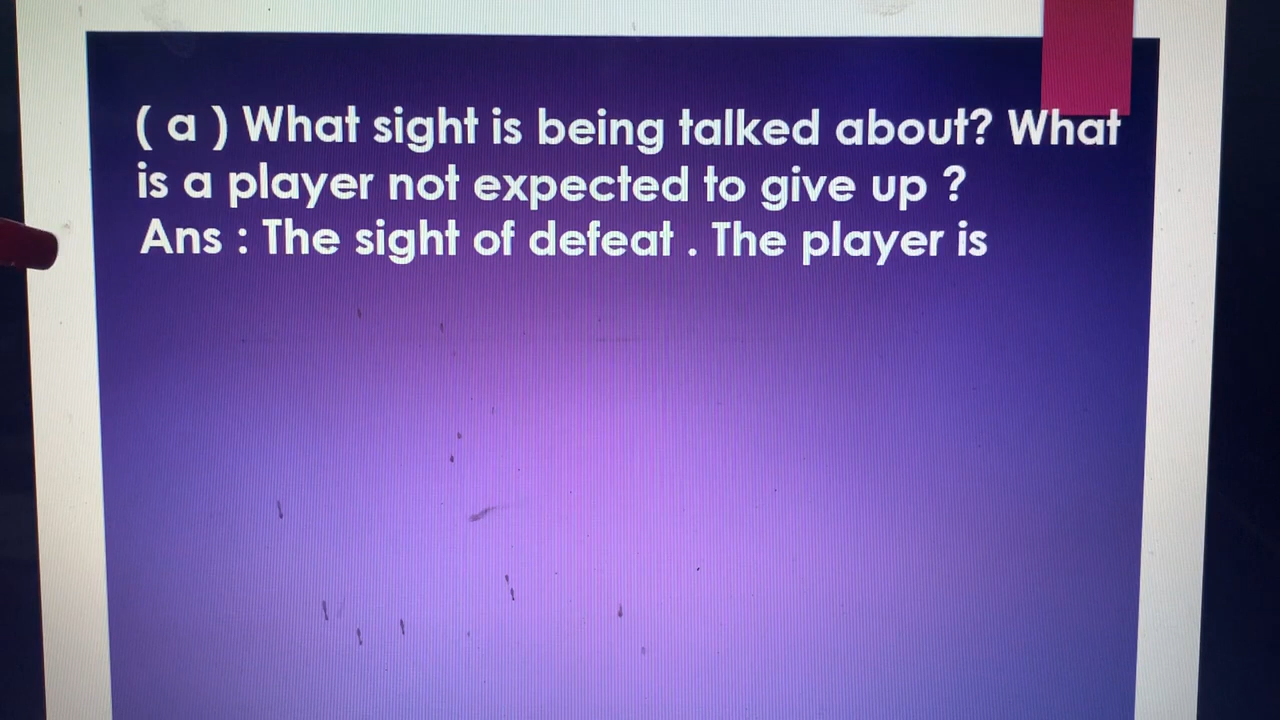 ( a ) What sight is being talked about? What
is a player not expected to give up ?
Ans : The sight of defeat . The player is